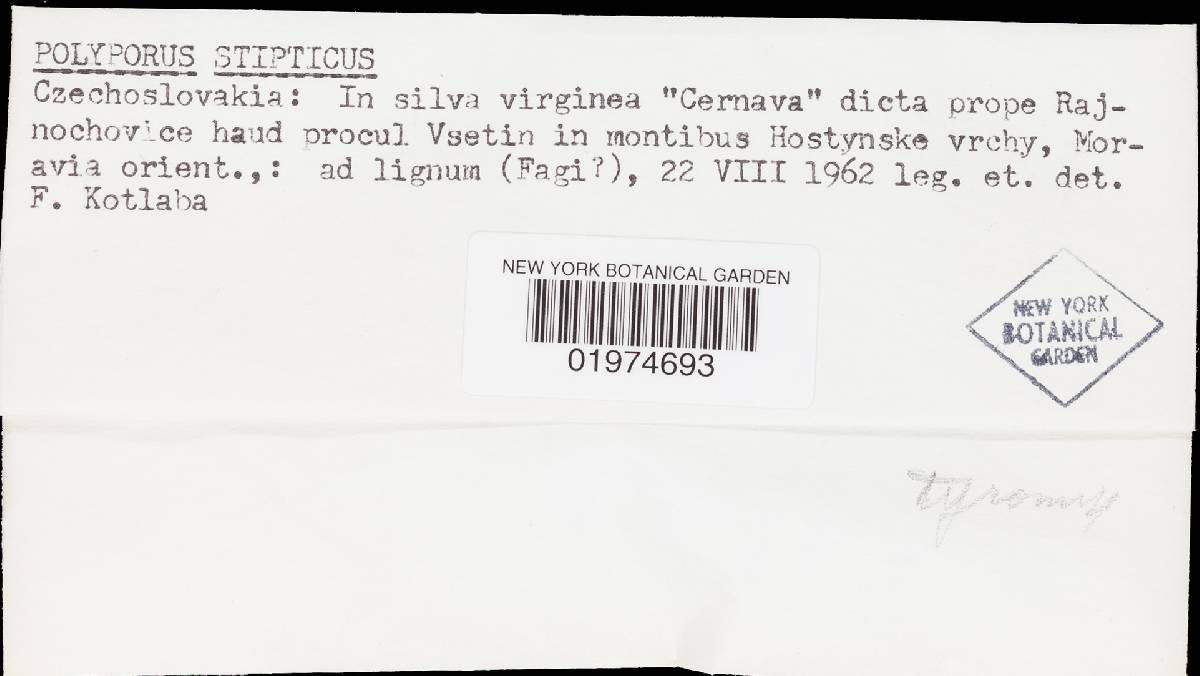 POLYPORUS STIPTICUS
Czechoslovakia: In silva virginea "Cernava" dicta prope Raj-
nochovice haud procul Vsetin in montibus Hostynske vrchy, Mor-
avia orient.,: ad lignum (Fagi?), 22 VIII 1962 leg. et. det.
F. Kotlaba
NEW YORK BOTANICAL GARDEN
01974693
NEW YORK
BOTANICAL
GARDEN